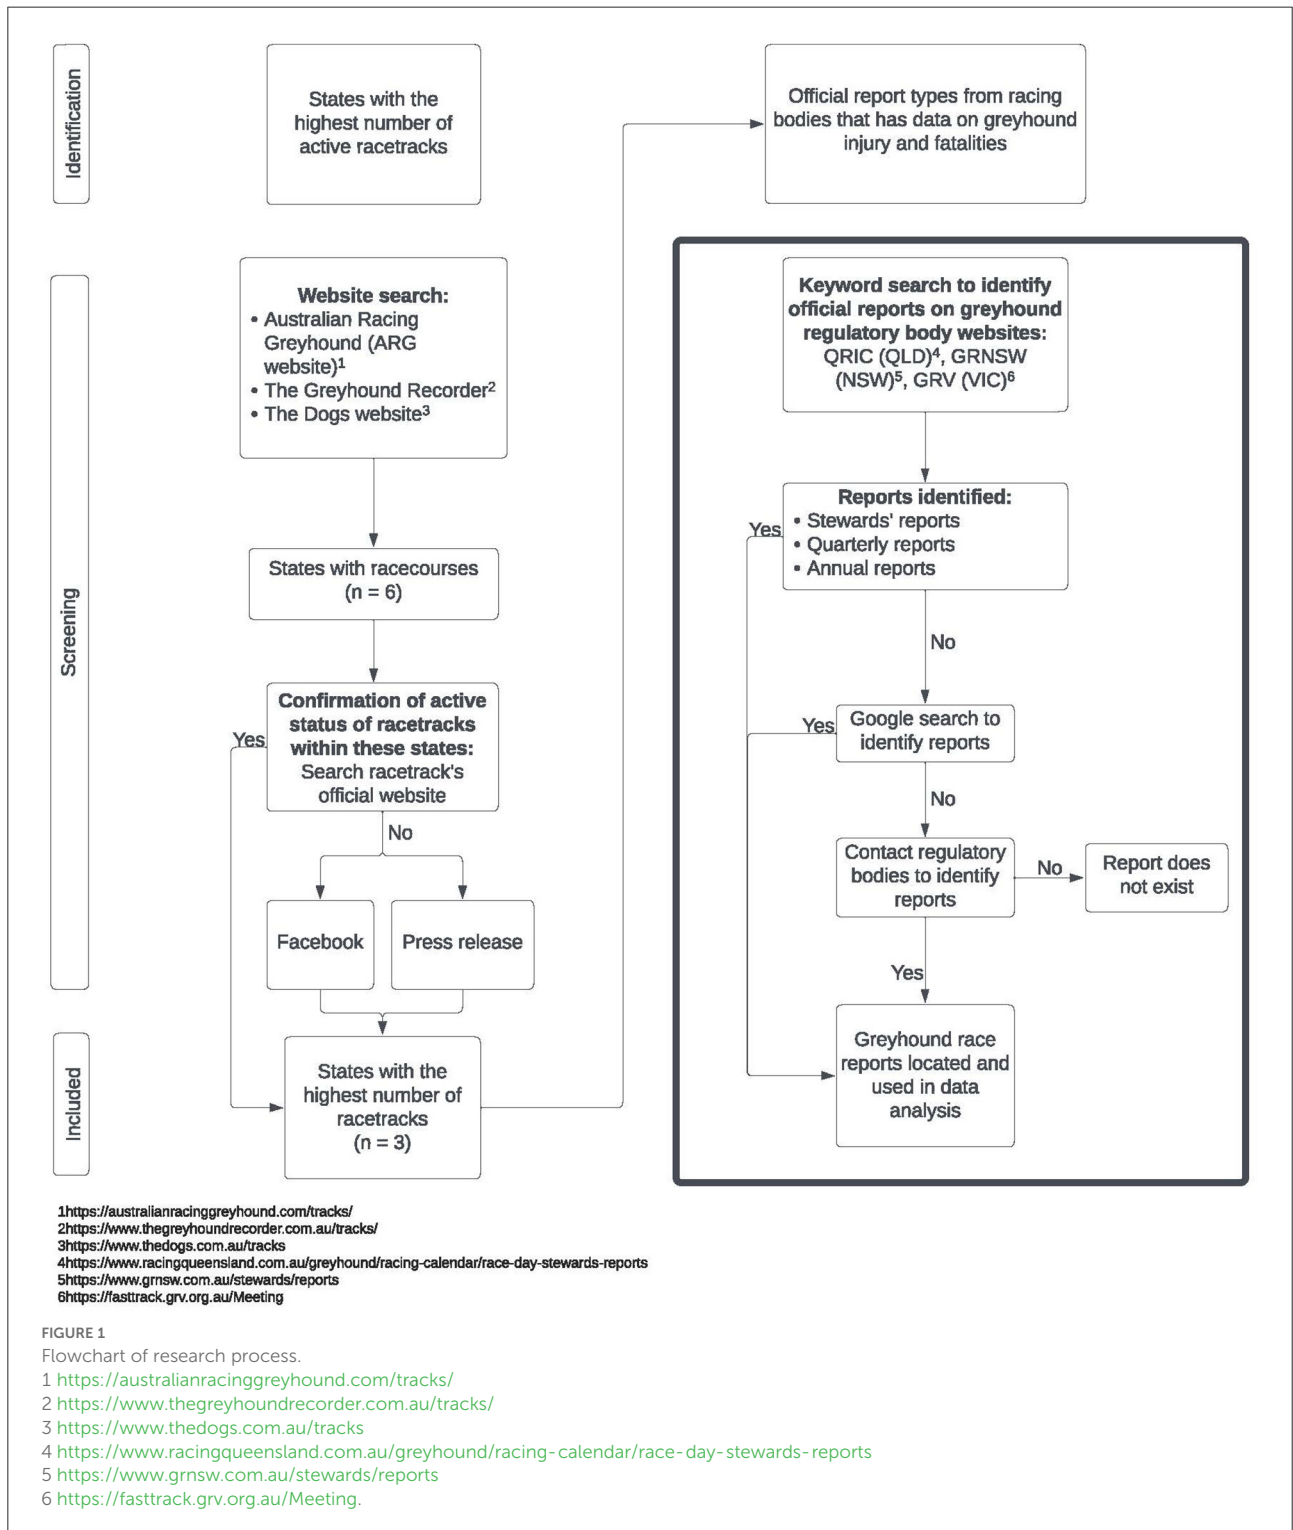 Identification
States with the
highest number of
active racetracks
Official report types from racing
bodies that has data on greyhound
injury and fatalities
Screening
Website search:
• Australian Racing
Greyhound (ARG
website)1
• The Greyhound Recorder2
• The Dogs website3
States with racecourses
(n = 6)
Confirmation of active
status of racetracks
within these states:
Search racetrack's
official website
Yes
No
Facebook
Press release
Included
States with the
highest number of
racetracks
(n = 3)
Keyword search to identify
official reports on greyhound
regulatory body websites:
QRIC (QLD)4, GRNSW
(NSW)5, GRV (VIC)6
Reports identified:
• Stewards' reports
• Quarterly reports
• Annual reports
Yes
No
Google search to
identify reports
Yes
No
Contact regulatory
bodies to identify
reports
No
Report does
not exist
Yes
Greyhound race
reports located and
used in data
analysis
1https://australianracinggreyhound.com/tracks/
2https://www.thegreyhoundrecorder.com.au/tracks/
3https://www.thedogs.com.au/tracks
4https://www.racingqueensland.com.au/greyhound/racing-calendar/race-day-stewards-reports
5https://www.grnsw.com.au/stewards/reports
6https://fasttrack.grv.org.au/Meeting
FIGURE 1
Flowchart of research process.
1 https://australianracinggreyhound.com/tracks/
2 https://www.thegreyhoundrecorder.com.au/tracks/
3 https://www.thedogs.com.au/tracks
4 https://www.racingqueensland.com.au/greyhound/racing-calendar/race-day-stewards-reports
5 https://www.grnsw.com.au/stewards/reports
6 https://fasttrack.grv.org.au/Meeting.